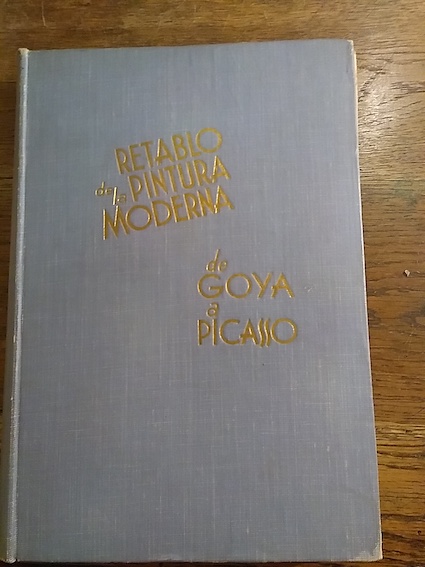 RETABLO
de la PINTURA
MODERNA
de
GOYA
a
PICASSO